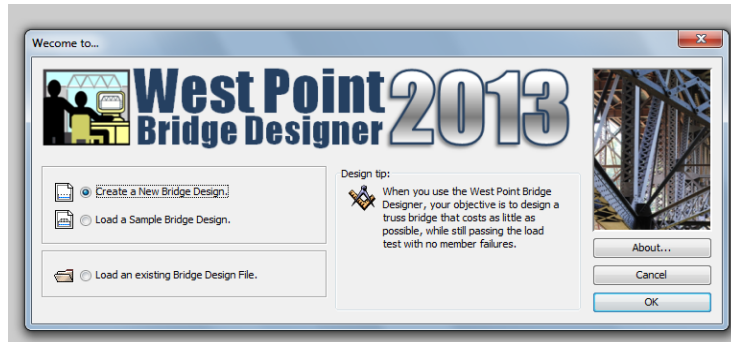 Wecome to...
West Point
Bridge Designer
2013
Create a New Bridge Design.
Load a Sample Bridge Design.
Load an existing Bridge Design File.
Design tip:
When you use the West Point Bridge
Designer, your objective is to design a
truss bridge that costs as little as
possible, while still passing the load
test with no member failures.
About...
Cancel
OK